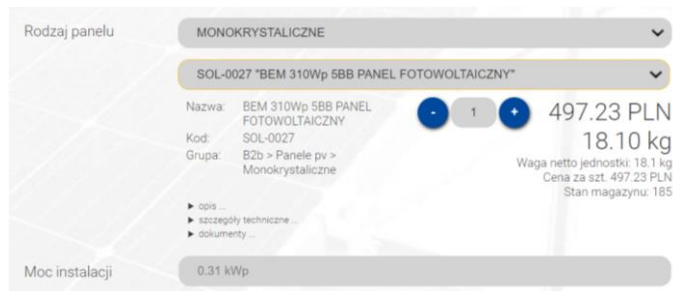 Rodzaj panelu
MONOKRYSTALICZNE
SOL-0027 "BEM 310Wp 5BB PANEL FOTOWOLTAICZNY"
Nazwa: BEM 310Wp 5BB PANEL
FOTOWOLTAICZNY
Kod: SOL-0027
Grupa: B2b > Panele pv >
Monokrystaliczne
- 1 +
497.23 PLN
18.10 kg
Waga netto jednostki: 18.1 kg
Cena za szt. 497.23 PLN
Stan magazynu: 185
▶ opis ...
▶ szczegóły techniczne ...
▶ dokumenty ...
Moc instalacji
0.31 kWp